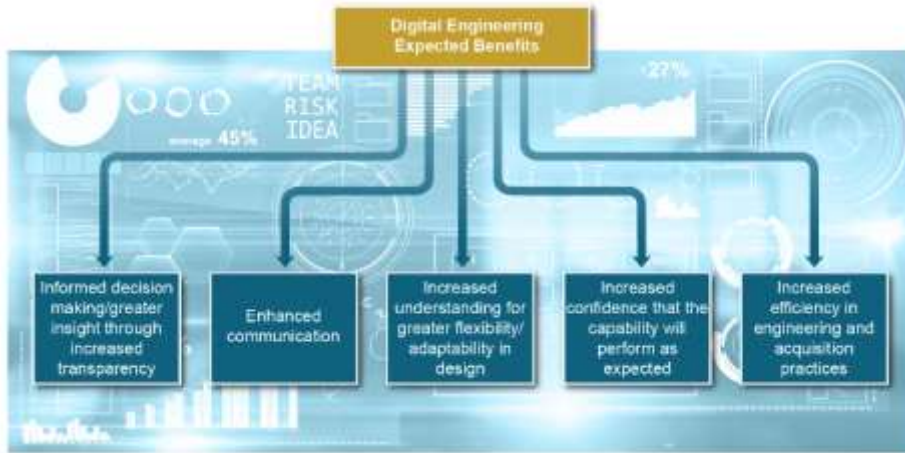 Digital Engineering
Expected Benefits
TEAM
RISK
IDEA
average 45%
27%
Informed decision
making/greater
insight through
increased
transparency
Enhanced
communication
Increased
understanding for
greater flexibility/
adaptability in
design
Increased
confidence that the
capability will
perform as
expected
Increased
efficiency in
engineering and
acquisition
practices